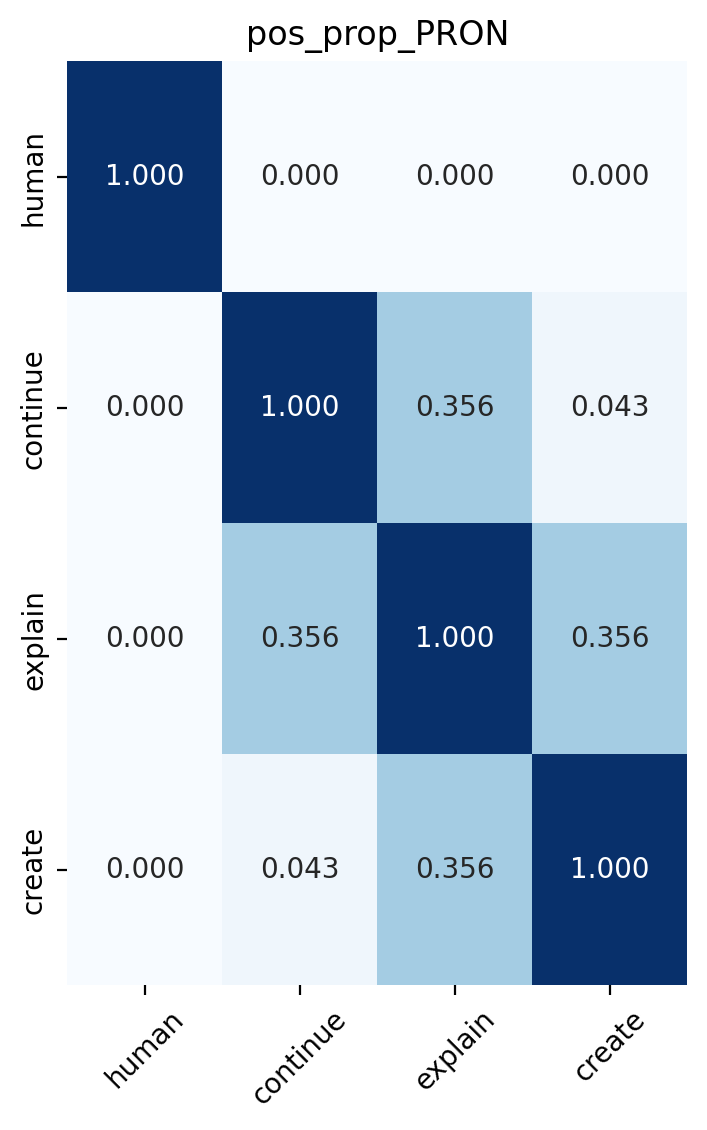 pos_prop_PRON
human 1.000 0.000 0.000 0.000
continue 0.000 1.000 0.356 0.043
explain 0.000 0.356 1.000 0.356
create 0.000 0.043 0.356 1.000
human continue explain create